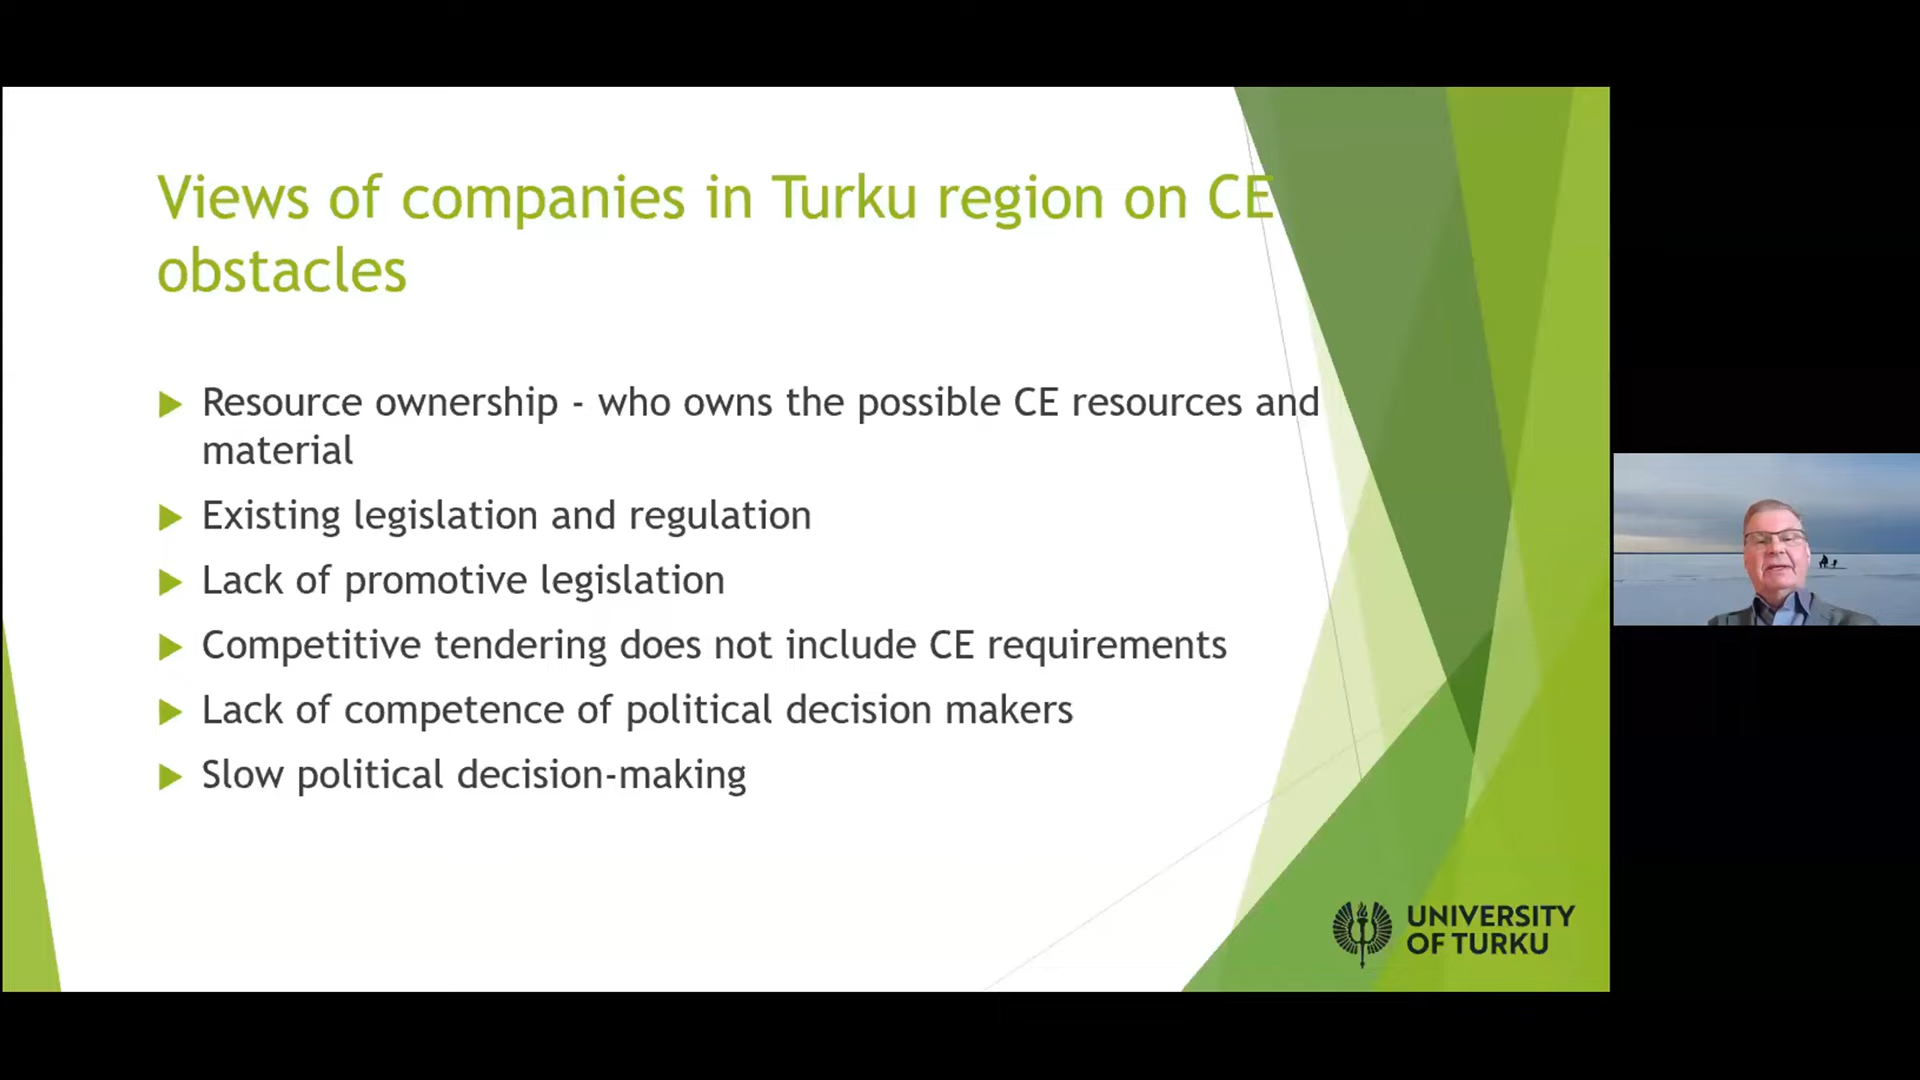 Views of companies in Turku region on CE
obstacles
Resource ownership - who owns the possible CE resources and
material
Existing legislation and regulation
Lack of promotive legislation
Competitive tendering does not include CE requirements
Lack of competence of political decision makers
Slow political decision-making
UNIVERSITY
OF TURKU